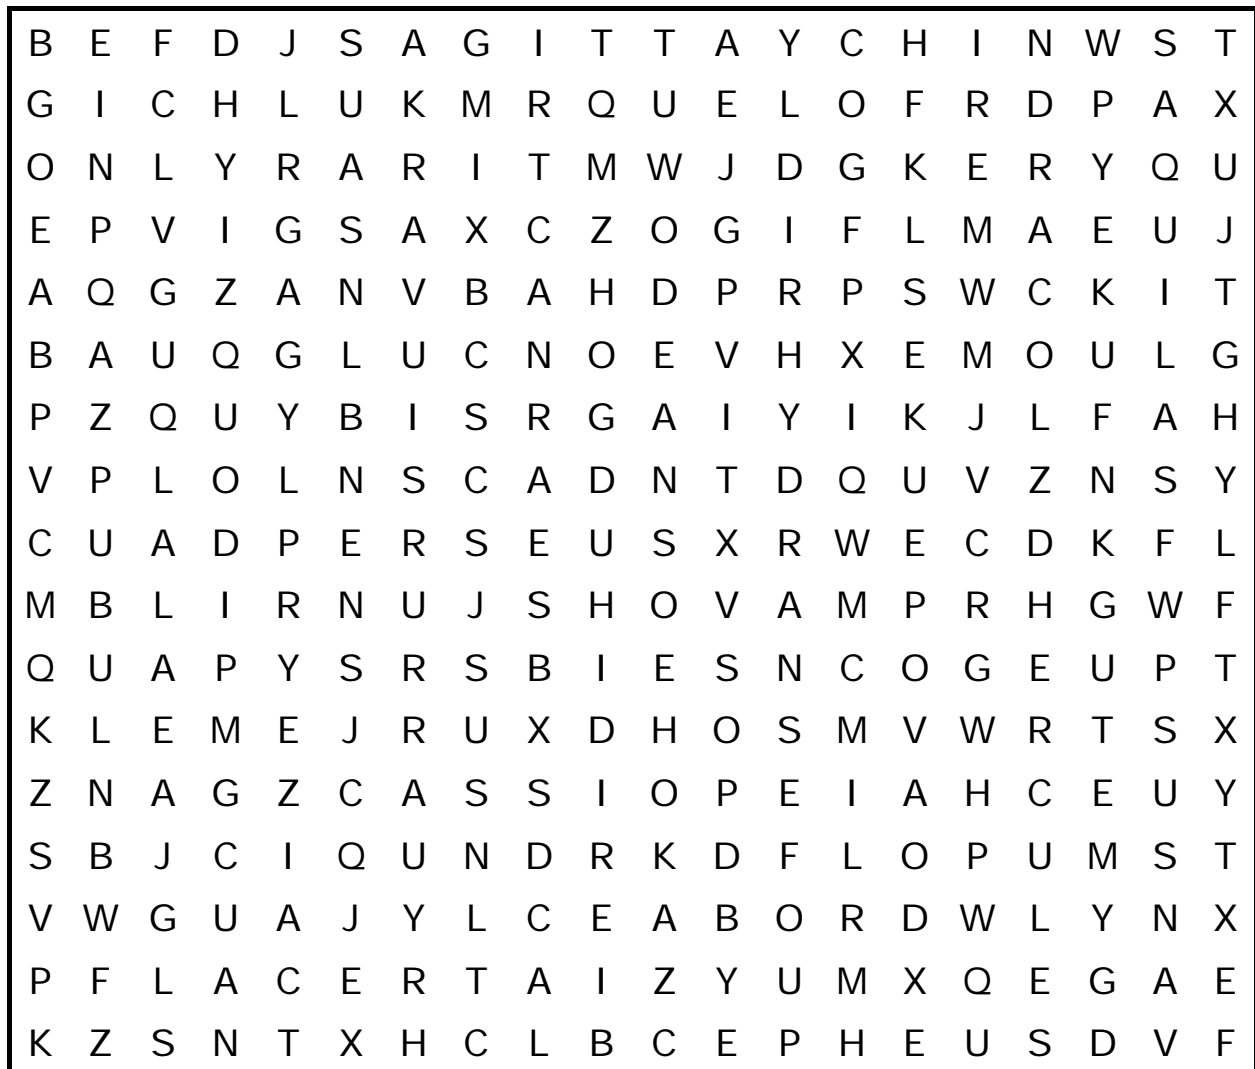 B E F D J S A G I T T A Y C H I N W S T
G I C H L U K M R Q U E L O F R D P A X
O N L Y R A R I T M W J D G K E R Y Q U
E P V I G S A X C Z O G I F L M A E U J
A Q G Z A N V B A H D P R P S W C K I T
B A U Q G L U C N O E V H X E M O U L G
P Z Q U Y B I S R G A I Y I K J L F A H
V P L O L N S C A D N T D Q U V Z N S Y
C U A D P E R S E U S X R W E C D K F L
M B L I R N U J S H O V A M P R H G W F
Q U A P Y S R S B I E S N C O G E U P T
K L E M E J R U X D H O S M V W R T S X
Z N A G Z C A S S I O P E I A H C E U Y
S B J C I Q U N D R K D F L O P U M S T
V W G U A J Y L C E A B O R D W L Y N X
P F L A C E R T A I Z Y U M X Q E G A E
K Z S N T X H C L B C E P H E U S D V F